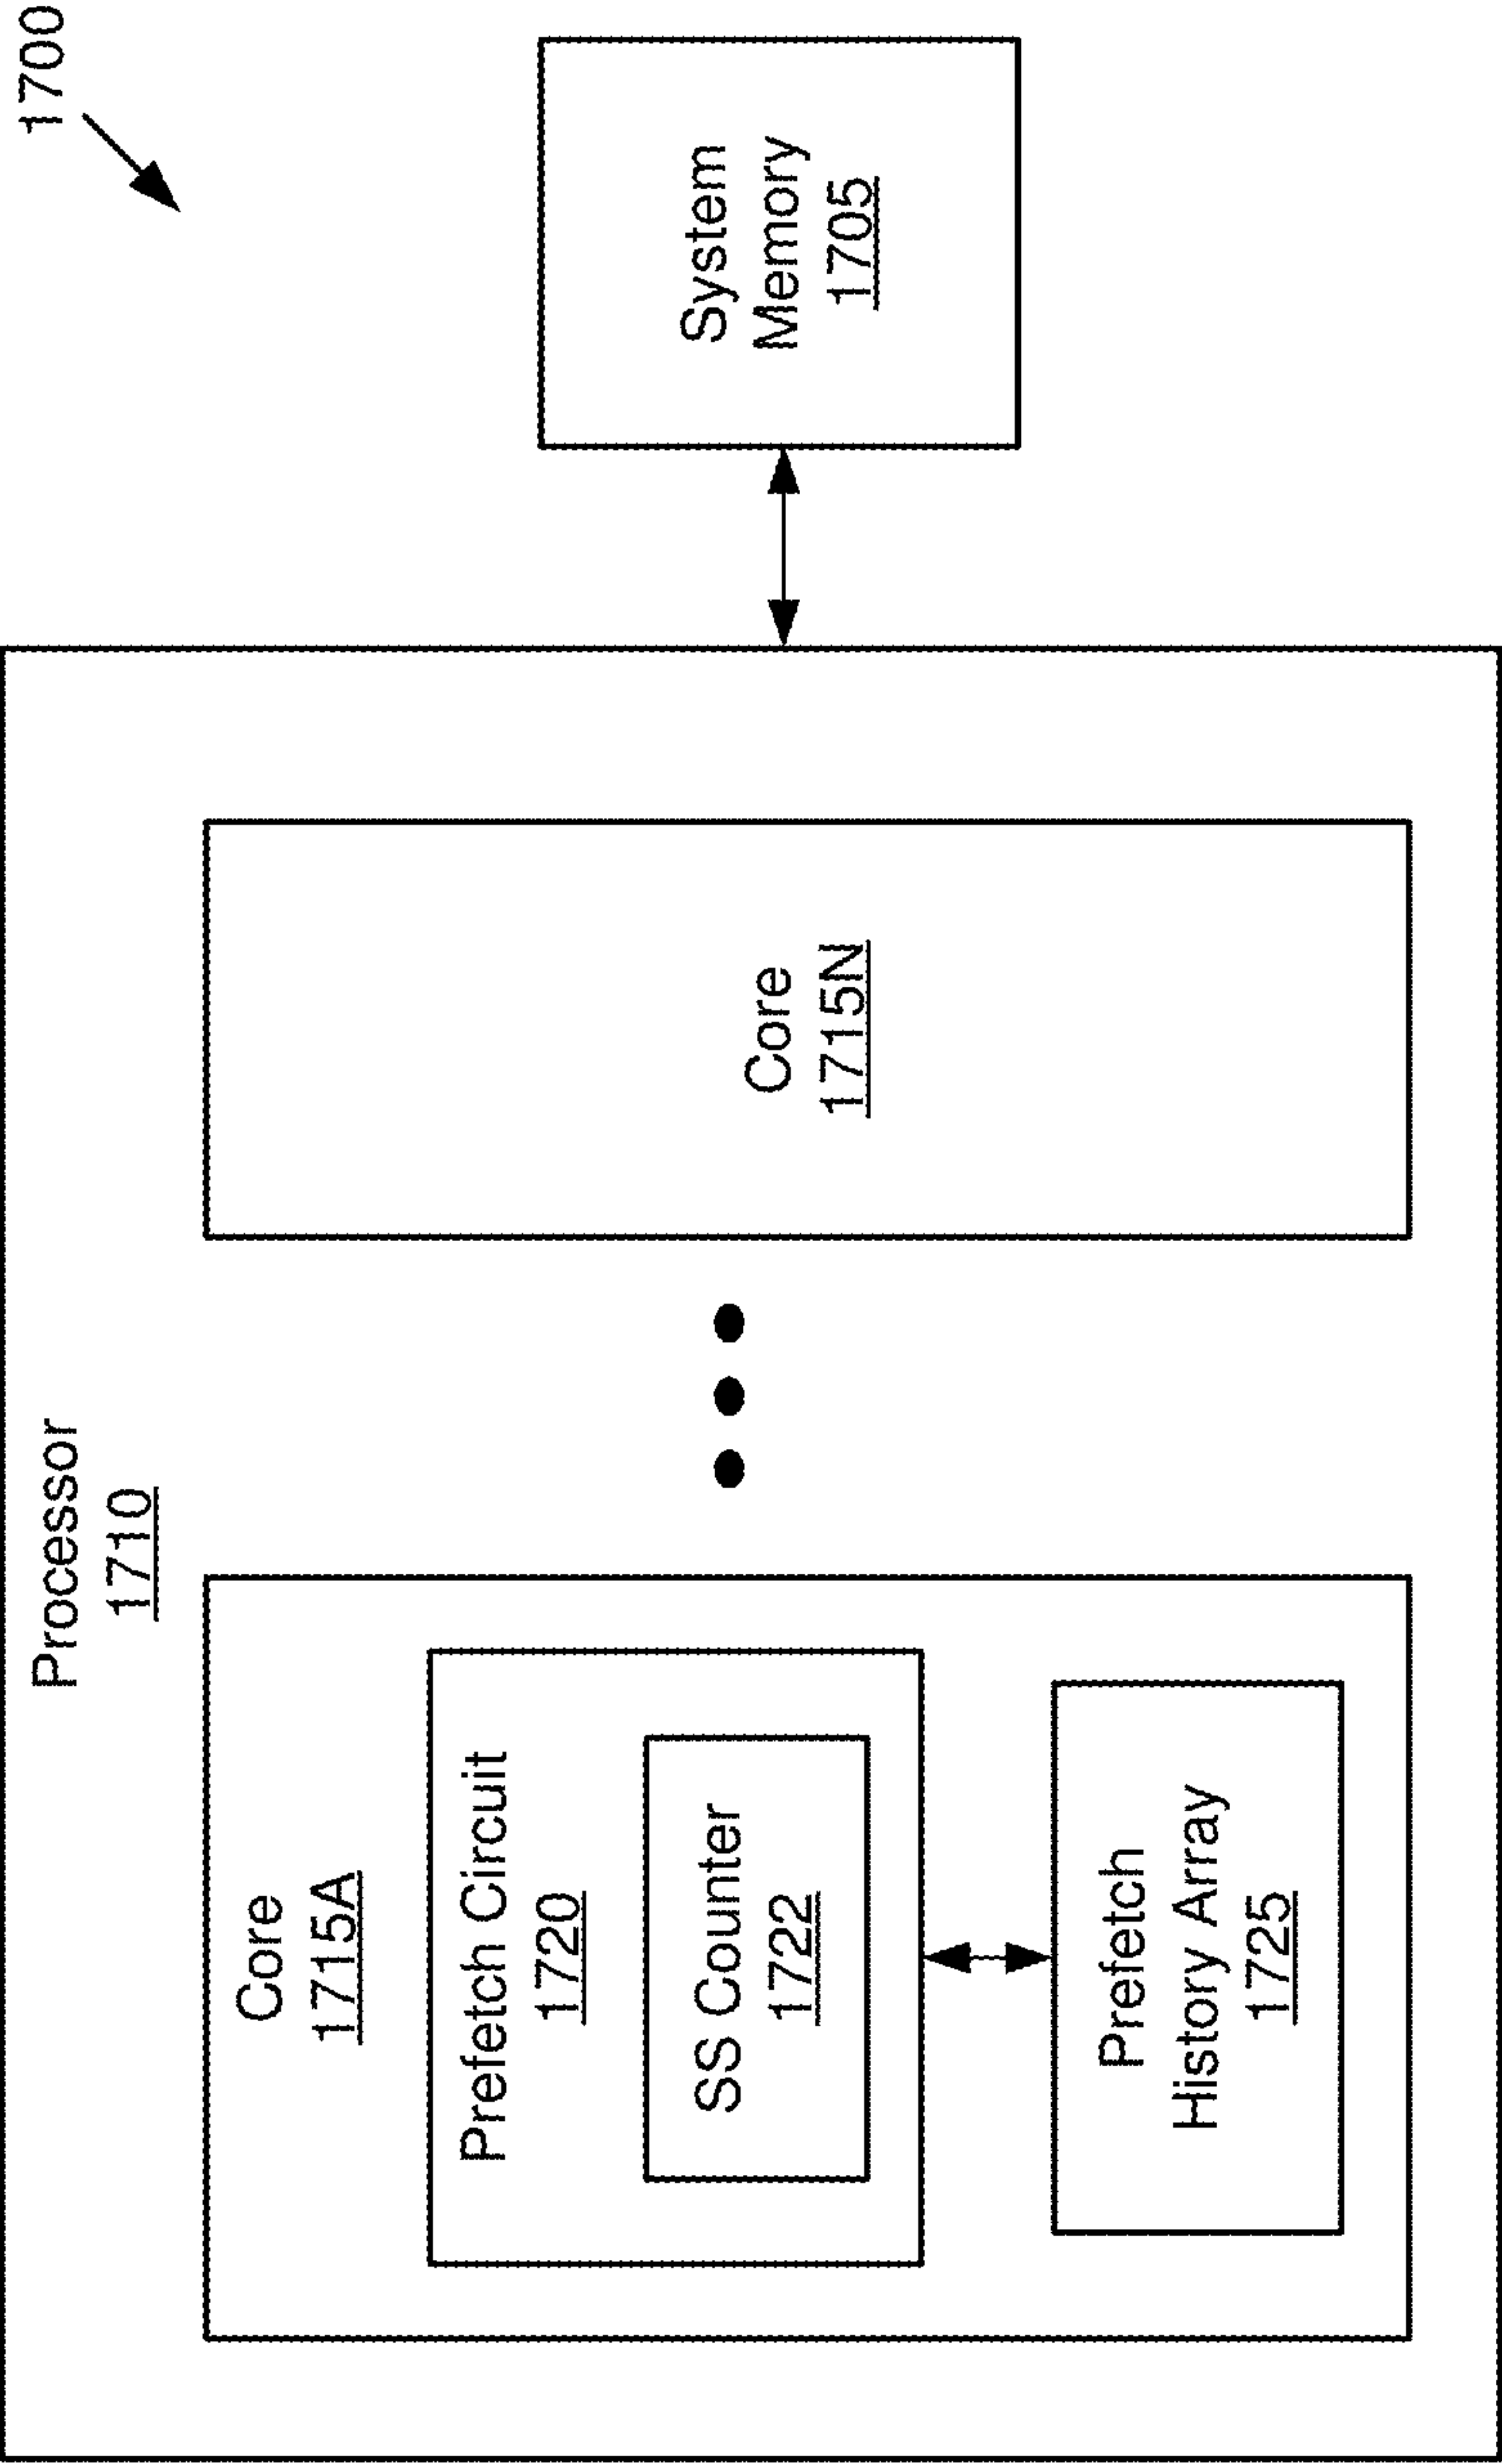 1700
Processor
1710
Core
1715A
Prefetch Circuit
1720
SS Counter
1722
Prefetch
History Array
1725
Core
1715N
System
Memory
1705